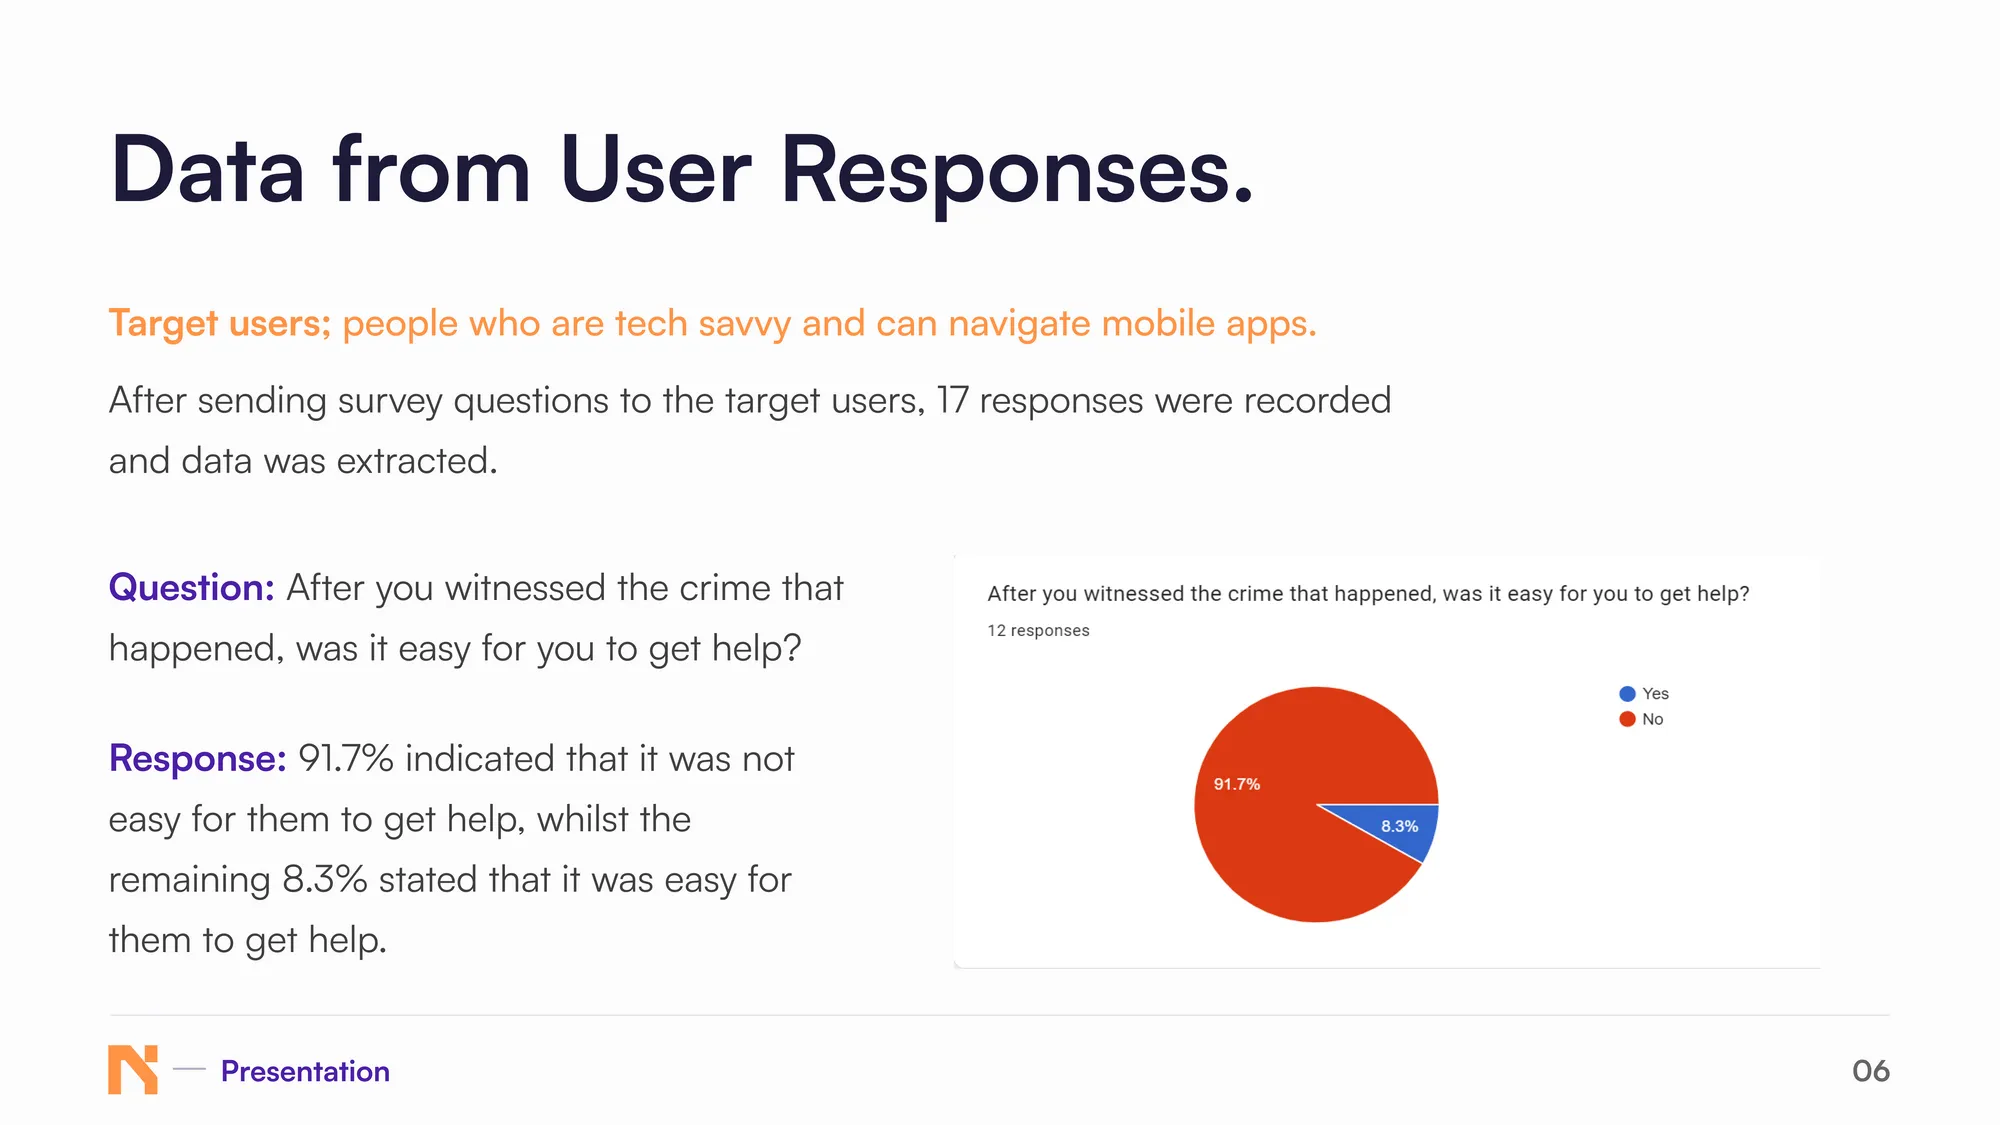 Data from User Responses.
Target users; people who are tech savvy and can navigate mobile apps.
After sending survey questions to the target users, 17 responses were recorded
and data was extracted.
Question: After you witnessed the crime that
happened, was it easy for you to get help?
Response: 91.7% indicated that it was not
easy for them to get help, whilst the
remaining 8.3% stated that it was easy for
them to get help.
After you witnessed the crime that happened, was it easy for you to get help?
12 responses
Yes
No
91.7%
8.3%
N — Presentation
06